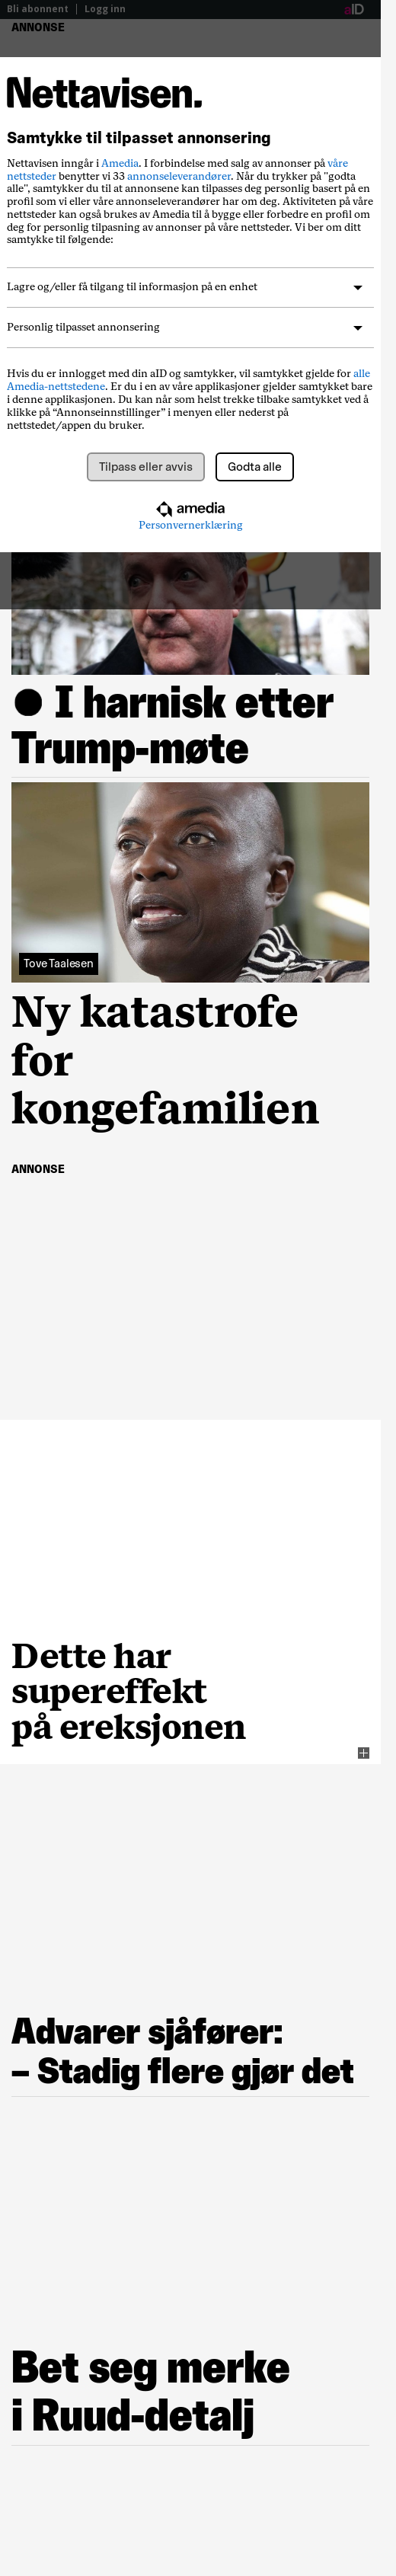 Bli abonnent
Logg inn
aID
ANNONSE
Nettavisen.
Samtykke til tilpasset annonsering
Nettavisen inngår i Amedia. I forbindelse med salg av annonser på våre
nettsteder benytter vi 33 annonseleverandører. Når du trykker på "godta
alle", samtykker du til at annonsene kan tilpasses deg personlig basert på en
profil som vi eller våre annonseleverandører har om deg. Aktiviteten på våre
nettsteder kan også brukes av Amedia til å bygge eller forbedre en profil om
deg for personlig tilpasning av annonser på våre nettsteder. Vi ber om ditt
samtykke til følgende:
Lagre og/eller få tilgang til informasjon på en enhet
Personlig tilpasset annonsering
Hvis du er innlogget med din aID og samtykker, vil samtykket gjelde for alle
Amedia-nettstedene. Er du i en av våre applikasjoner gjelder samtykket bare
i denne applikasjonen. Du kan når som helst trekke tilbake samtykket ved å
klikke på “Annonseinnstillinger” i menyen eller nederst på
nettstedet/appen du bruker.
Tilpass eller avvis
Godta alle
amedia
Personvernerklæring
● I harnisk etter
Trump-møte
Tove Taalesen
Ny katastrofe
for
kongefamilien
ANNONSE
Dette har
supereffekt
på ereksjonen
Advarer sjåfører:
– Stadig flere gjør det
Bet seg merke
i Ruud-detalj